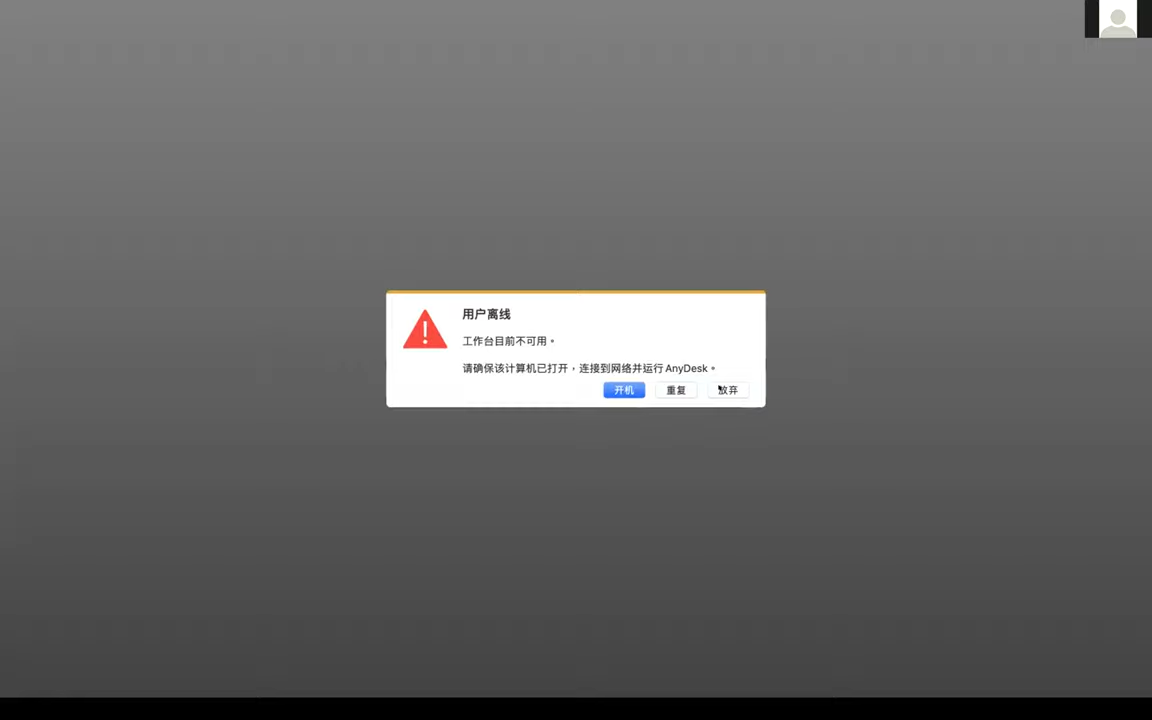 用户离线
工作台目前不可用。
请确保该计算机已打开，连接到网络并运行 AnyDesk。
开机
重复
放弃